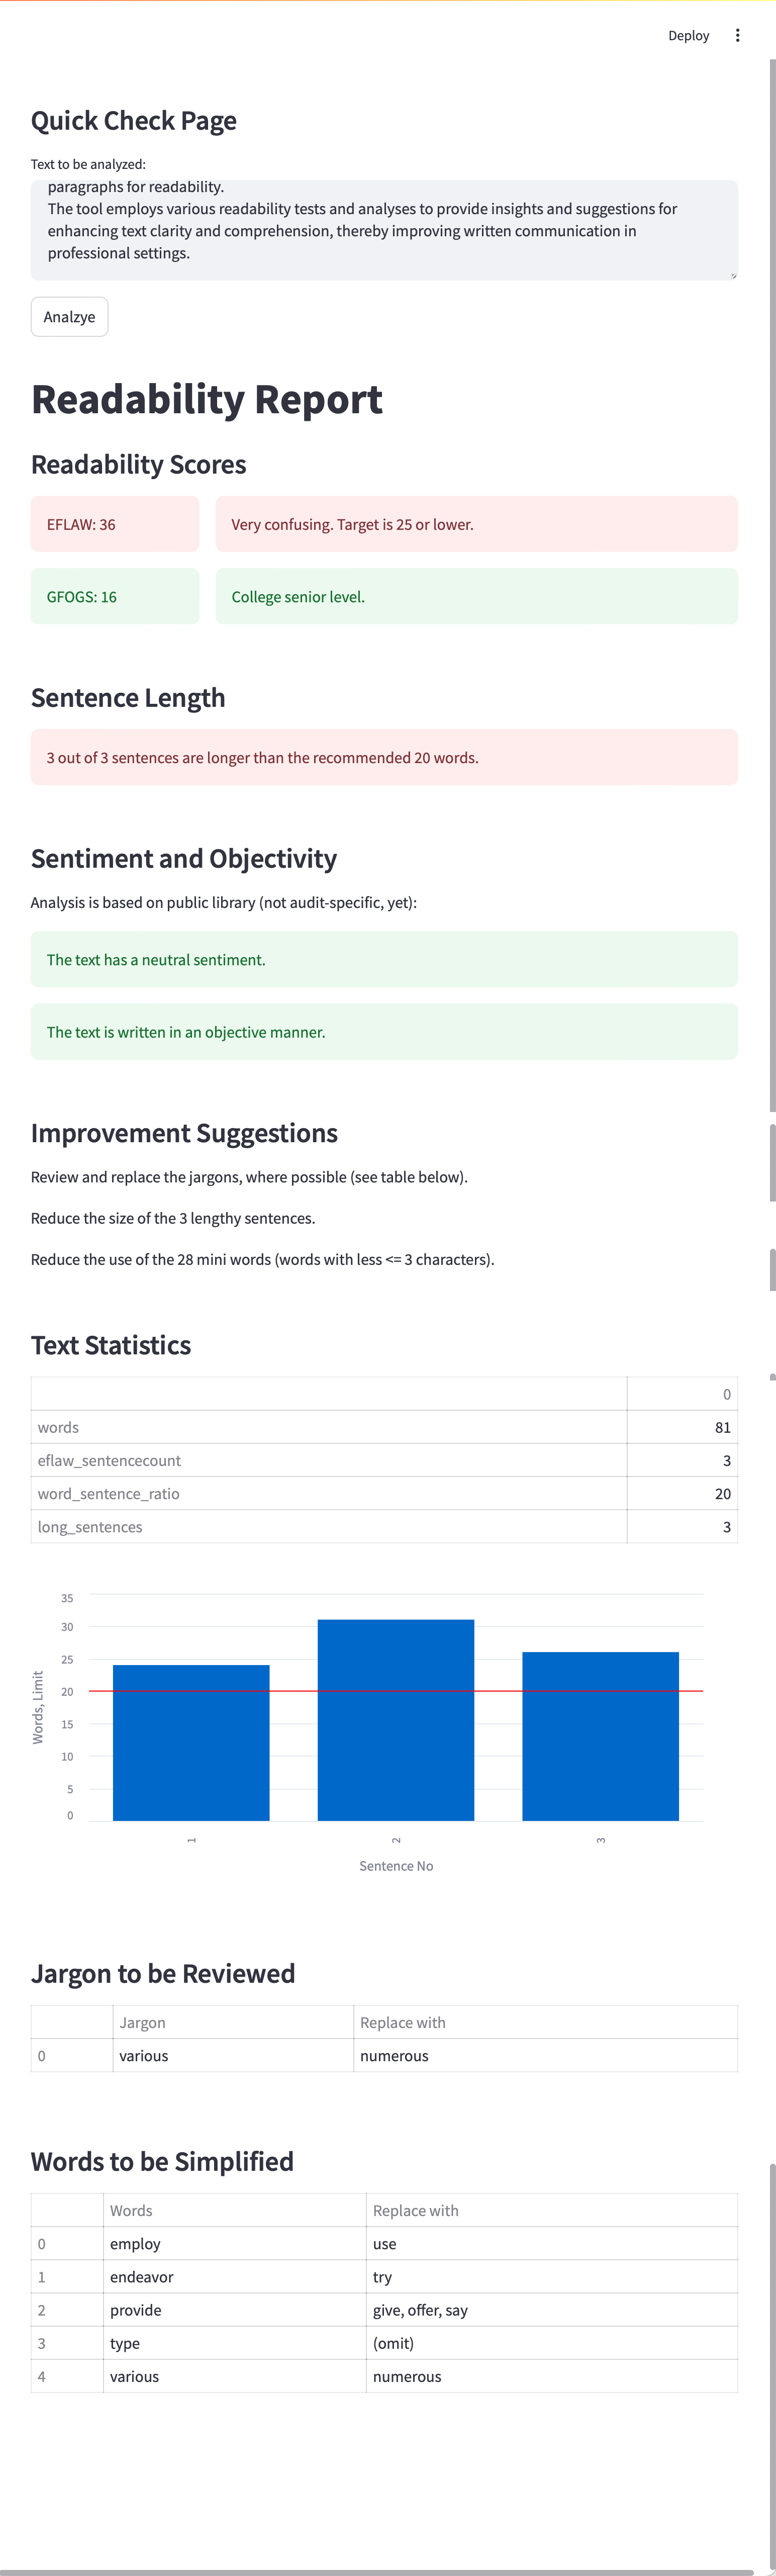 Deploy
Quick Check Page
Text to be analyzed:
paragraphs for readability.
The tool employs various readability tests and analyses to provide insights and suggestions for
enhancing text clarity and comprehension, thereby improving written communication in
professional settings.
Analzye
Readability Report
Readability Scores
EFLAW: 36
Very confusing. Target is 25 or lower.
GFOGS: 16
College senior level.
Sentence Length
3 out of 3 sentences are longer than the recommended 20 words.
Sentiment and Objectivity
Analysis is based on public library (not audit-specific, yet):
The text has a neutral sentiment.
The text is written in an objective manner.
Improvement Suggestions
Review and replace the jargons, where possible (see table below).
Reduce the size of the 3 lengthy sentences.
Reduce the use of the 28 mini words (words with less <= 3 characters).
Text Statistics
0
words 81
eflaw_sentencecount 3
word_sentence_ratio 20
long_sentences 3
35
30
25
20
15
10
5
0
Words, Limit
1 2 3
Sentence No
Jargon to be Reviewed
Jargon Replace with
0 various numerous
Words to be Simplified
Words Replace with
0 employ use
1 endeavor try
2 provide give, offer, say
3 type (omit)
4 various numerous